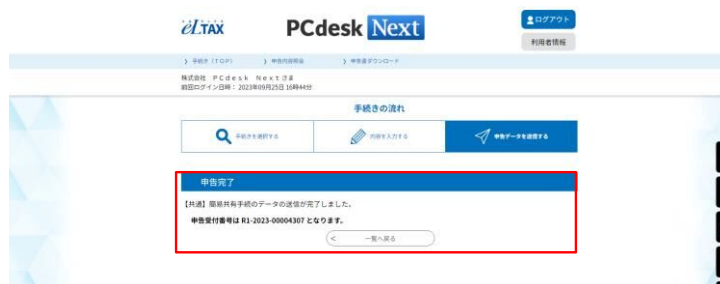 eLTAX
PCdesk Next
ログアウト
利用者情報
手続き (TOP)
申告内容照会
申告書ダウンロード
株式会社 PCdesk Nextさま
前回ログイン日時: 2023年09月25日 16時44分
手続きの流れ
手続きを選択する
内容を入力する
申告データを送信する
申告完了
【共通】簡易共有手続のデータの送信が完了しました。
申告受付番号は R1-2023-00004307 となります。
< 一覧へ戻る